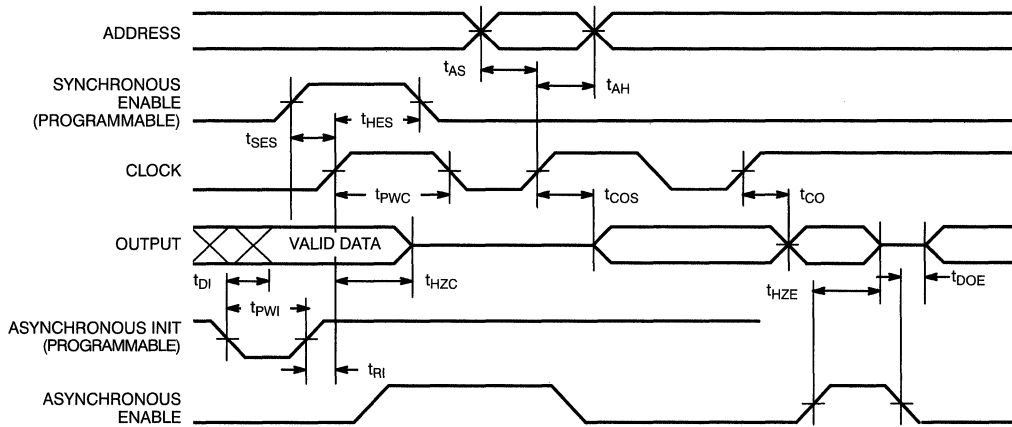 ADDRESS
tAS
tAH
SYNCHRONOUS
ENABLE
(PROGRAMMABLE)
tSES
tHES
CLOCK
tPWC
tCOS
tCO
OUTPUT
VALID DATA
tDI
tHZC
tHZE
tDOE
tPWI
ASYNCHRONOUS INIT
(PROGRAMMABLE)
tRI
ASYNCHRONOUS
ENABLE